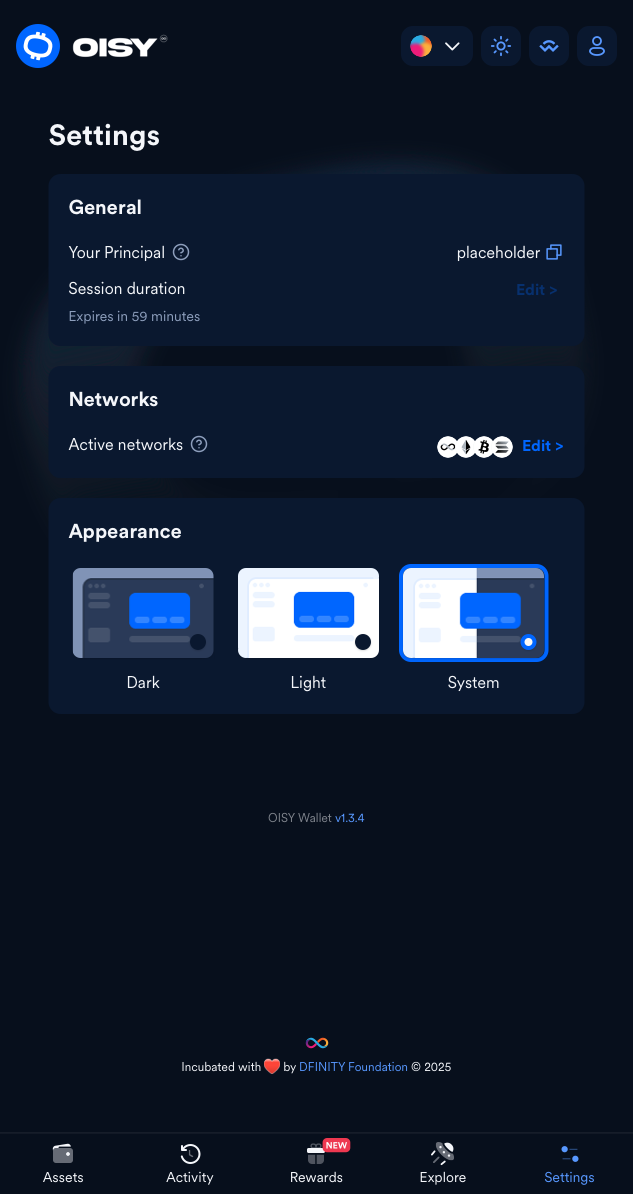 OISY
Settings
General
Your Principal
placeholder
Session duration
Edit >
Expires in 59 minutes
Networks
Active networks
Edit >
Appearance
Dark
Light
System
OISY Wallet v1.3.4
Incubated with ❤️ by DFINITY Foundation © 2025
NEW
Assets
Activity
Rewards
Explore
Settings